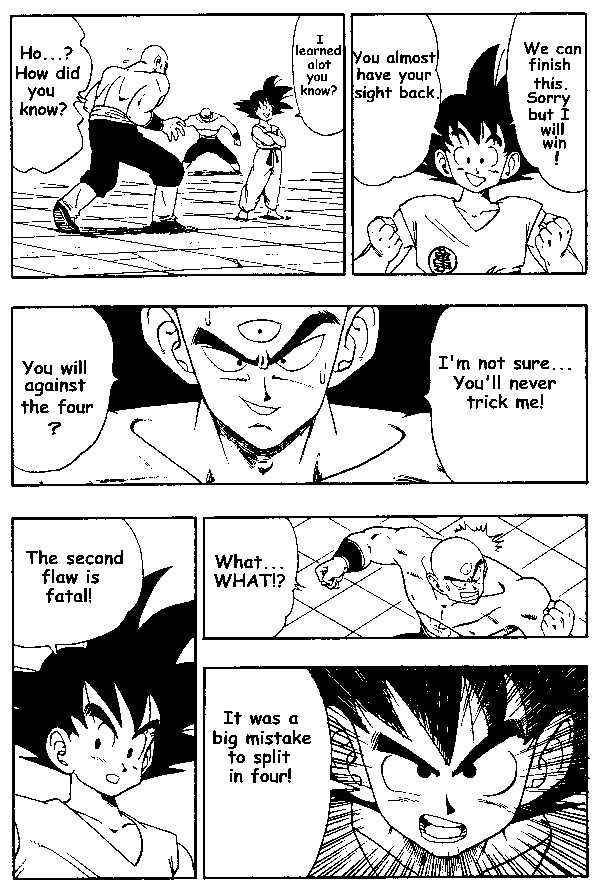 Ho...?
How did
you
know?
I
learned
alot
you
know?
You almost
have your
sight back.
We can
finish
this.
Sorry
but I
will
win
!
You will
against
the four
?
I'm not sure...
You'll never
trick me!
The second
flaw is
fatal!
What...
WHAT!?
It was a
big mistake
to split
in four!